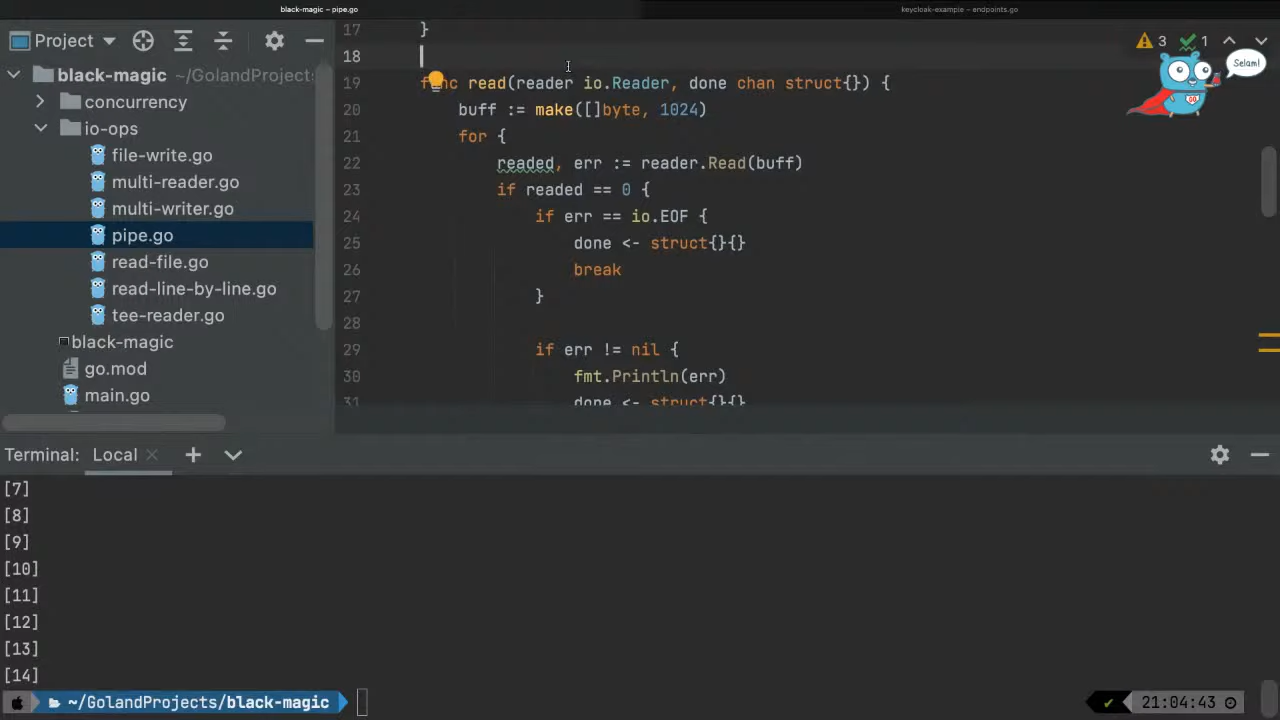 black-magic – pipe.go
keycloak-example – endpoints.go
Project
black-magic ~/GolandProjects
concurrency
io-ops
file-write.go
multi-reader.go
multi-writer.go
pipe.go
read-file.go
read-line-by-line.go
tee-reader.go
black-magic
go.mod
main.go
17 }
18
19 func read(reader io.Reader, done chan struct{}) {
20 buff := make([]byte, 1024)
21 for {
22 readed, err := reader.Read(buff)
23 if readed == 0 {
24 if err == io.EOF {
25 done <- struct{}{}
26 break
27 }
28
29 if err != nil {
30 fmt.Println(err)
31 done <- struct{}{}
3 1
Selam!
GO
Terminal: Local
[7]
[8]
[9]
[10]
[11]
[12]
[13]
[14]
~/GolandProjects/black-magic
21:04:43